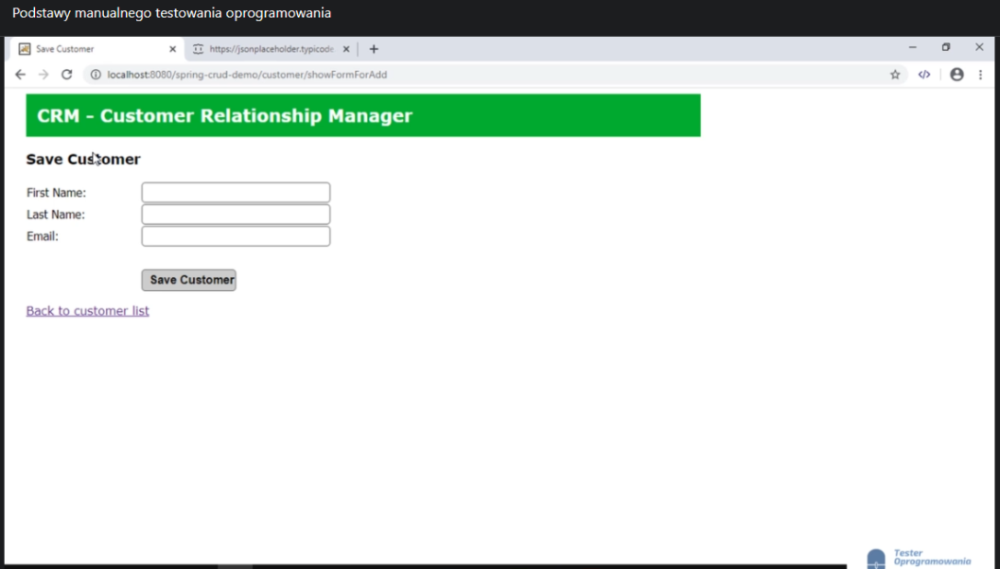 Podstawy manualnego testowania oprogramowania
Save Customer
https://jsonplaceholder.typicode
localhost:8080/spring-crud-demo/customer/showFormForAdd
CRM - Customer Relationship Manager
Save Customer
First Name:
Last Name:
Email:
Save Customer
Back to customer list
Tester
Oprogramowania